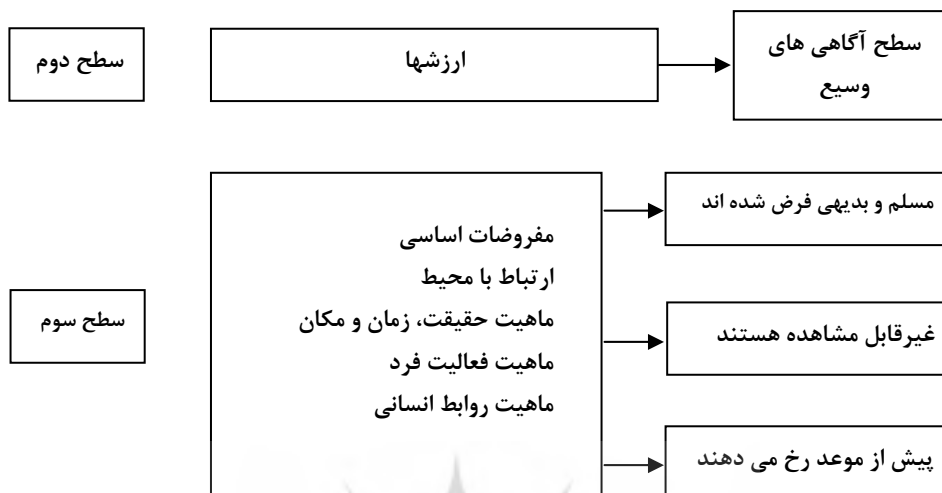 سطح دوم
ارزشها
سطح آگاهی های
وسیع
سطح سوم
مفروضات اساسی
ارتباط با محیط
ماهیت حقیقت، زمان و مکان
ماهیت فعالیت فرد
ماهیت روابط انسانی
مسلم و بدیهی فرض شده اند
غیرقابل مشاهده هستند
پیش از موعد رخ می دهند